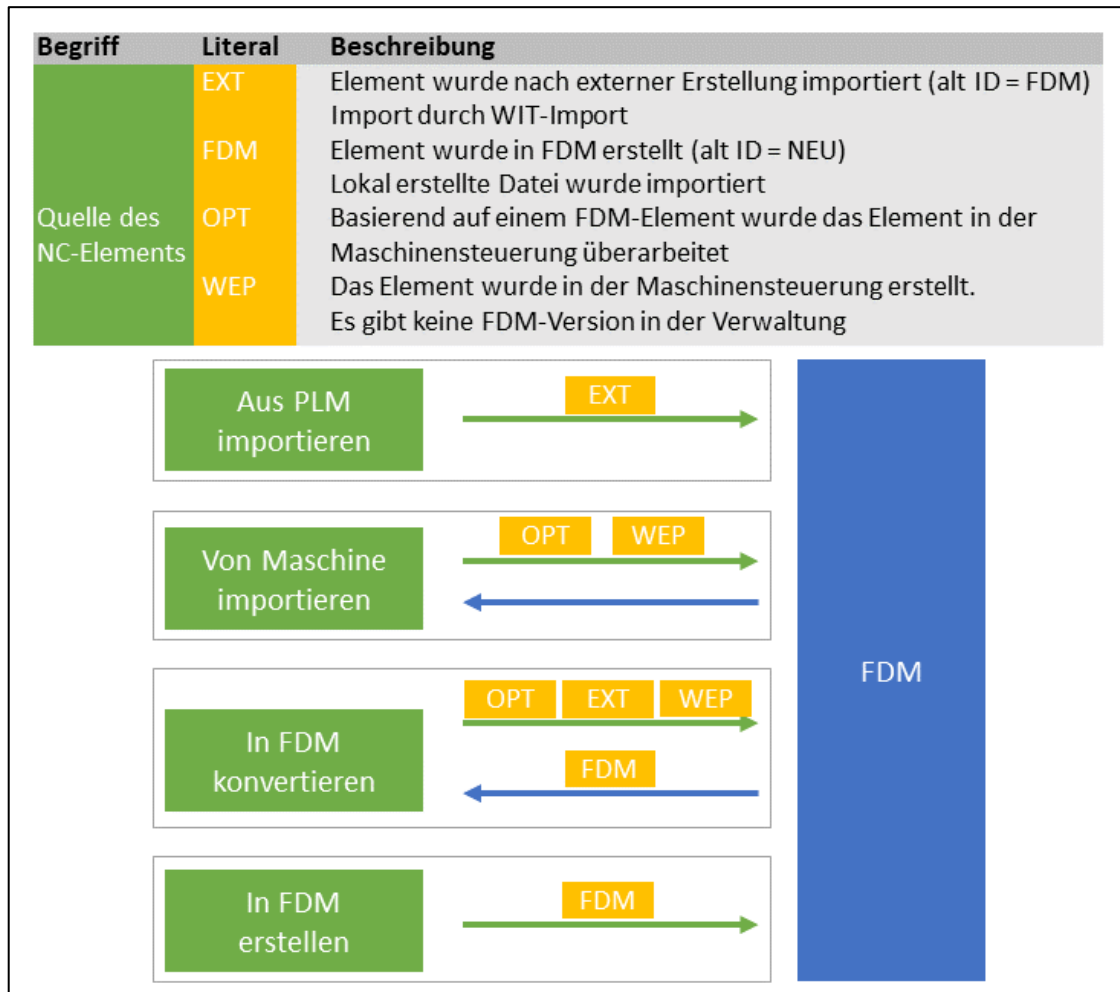 Begriff Literal Beschreibung
EXT Element wurde nach externer Erstellung importiert (alt ID = FDM)
Import durch WIT-Import
FDM Element wurde in FDM erstellt (alt ID = NEU)
Lokal erstellte Datei wurde importiert
Quelle des OPT Basierend auf einem FDM-Element wurde das Element in der
NC-Elements Maschinensteuerung überarbeitet
WEP Das Element wurde in der Maschinensteuerung erstellt.
Es gibt keine FDM-Version in der Verwaltung
Aus PLM
importieren
EXT
Von Maschine
importieren
OPT WEP
In FDM
konvertieren
OPT EXT WEP
FDM
In FDM
erstellen
FDM
FDM